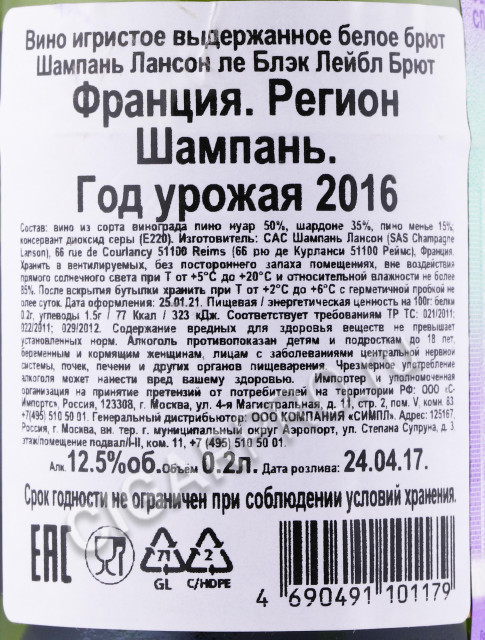 Вино игристое выдержанное белое брют
Шампань Лансон ле Блэк Лейбл Брют
Франция. Регион
Шампань.
Год урожая 2016
Состав: вино из сорта винограда пино нуар 50%, шардоне 35%, пино менье 15%,
консервант диоксид серы (Е220). Изготовитель: САС Шампань Лансон (SAS Champagne
Lanson), 66 rue de Courlancy 51100 Reims (66 рю де Курланси 51100 Реймс), Франция.
Хранить в вентилируемых, без постороннего запаха помещениях, вне воздействия
прямого солнечного света при Т от +5°С до +20°С и относительной влажности не более
85%. После вскрытия бутылки хранить при Т от +2°С до +6°С с герметичной пробкой не
более суток. Дата оформления: 25.01.21. Пищевая / энергетическая ценность на 100г: белки
0.2г, углеводы 1.5г / 77 Ккал / 323 кДж. Соответствует требованиям ТР ТС: 021/2011;
022/2011; 029/2012. Содержание вредных для здоровья веществ не превышает
установленных норм. Алкоголь противопоказан детям и подросткам до 18 лет,
беременным и кормящим женщинам, лицам с заболеваниями центральной нервной
системы, почек, печени и других органов пищеварения. Чрезмерное потребление
алкоголя может нанести вред вашему здоровью. Импортер и уполномоченная
организация на принятие претензий от потребителей на территории РФ: ООО «С-
Импорт», Россия, 123308, г. Москва, ул. 4-я Магистральная, д. 11, стр. 2, пом. V, комн. 63
+7(495) 510 50 01. Генеральный дистрибьютор: ООО КОМПАНИЯ «СИМПЛ». Адрес: 125167,
Россия, г. Москва, вн. тер. г. муниципальный округ Аэропорт, ул. Степана Супруна, д. 3
этаж/помещение подвал/I-II, ком. 11, +7 (495) 510 50 01.
Алк. 12.5%об. объём 0.2л. Дата розлива: 24.04.17.
Срок годности не ограничен при соблюдении условий хранения.
ЕАС 71 GL 2 C/HDPE
4 690491 101179